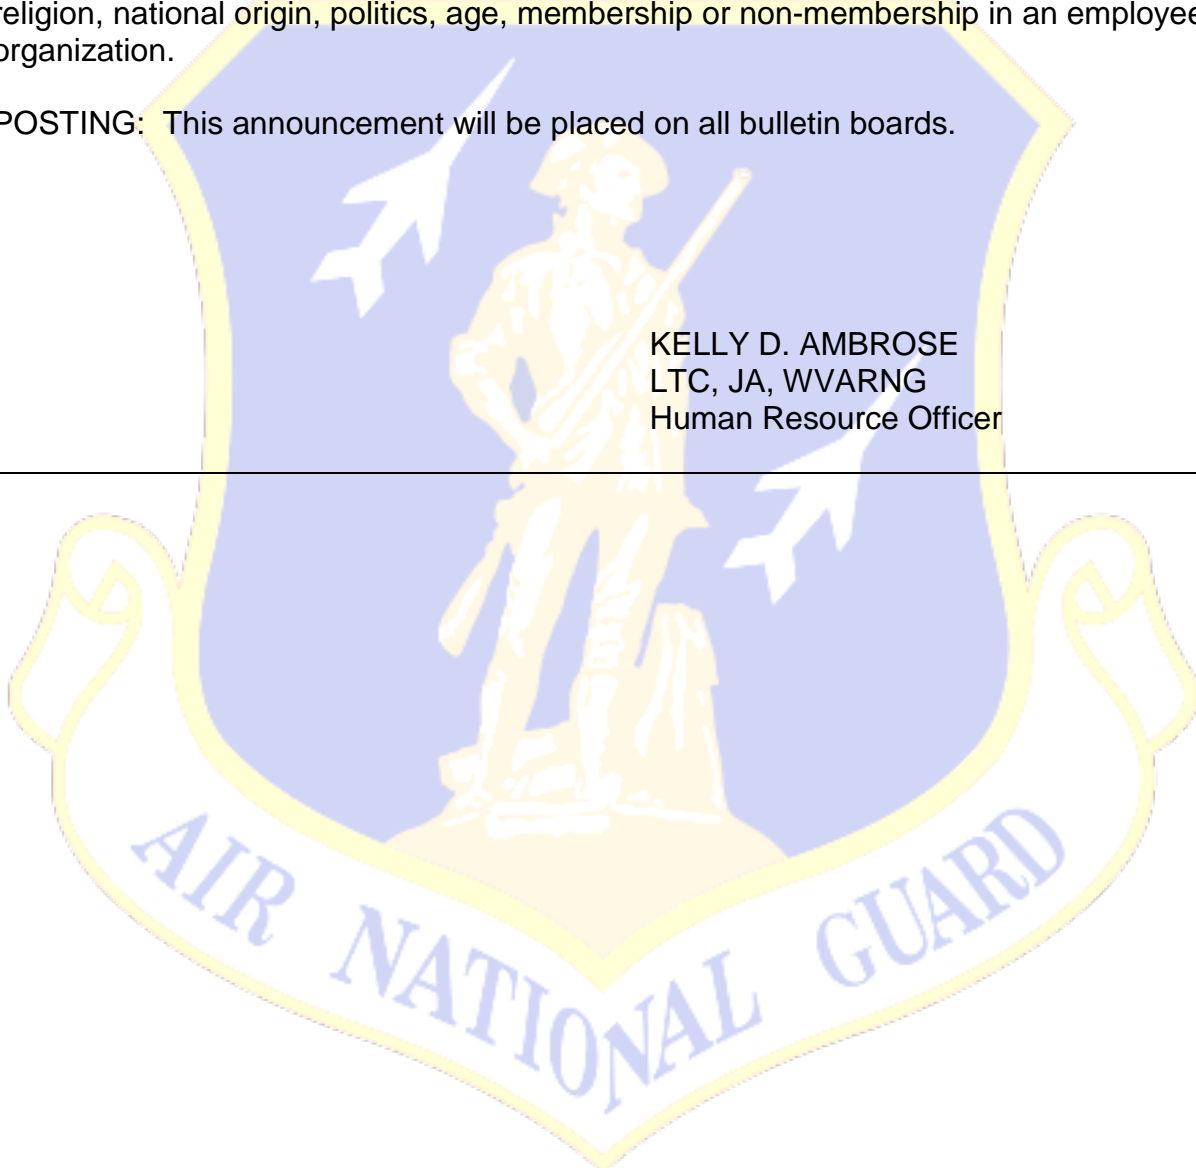 religion, national origin, politics, age, membership or non-membership in an employee
organization.
POSTING: This announcement will be placed on all bulletin boards.
KELLY D. AMBROSE
LTC, JA, WVARNG
Human Resource Officer
AIR NATIONAL GUARD